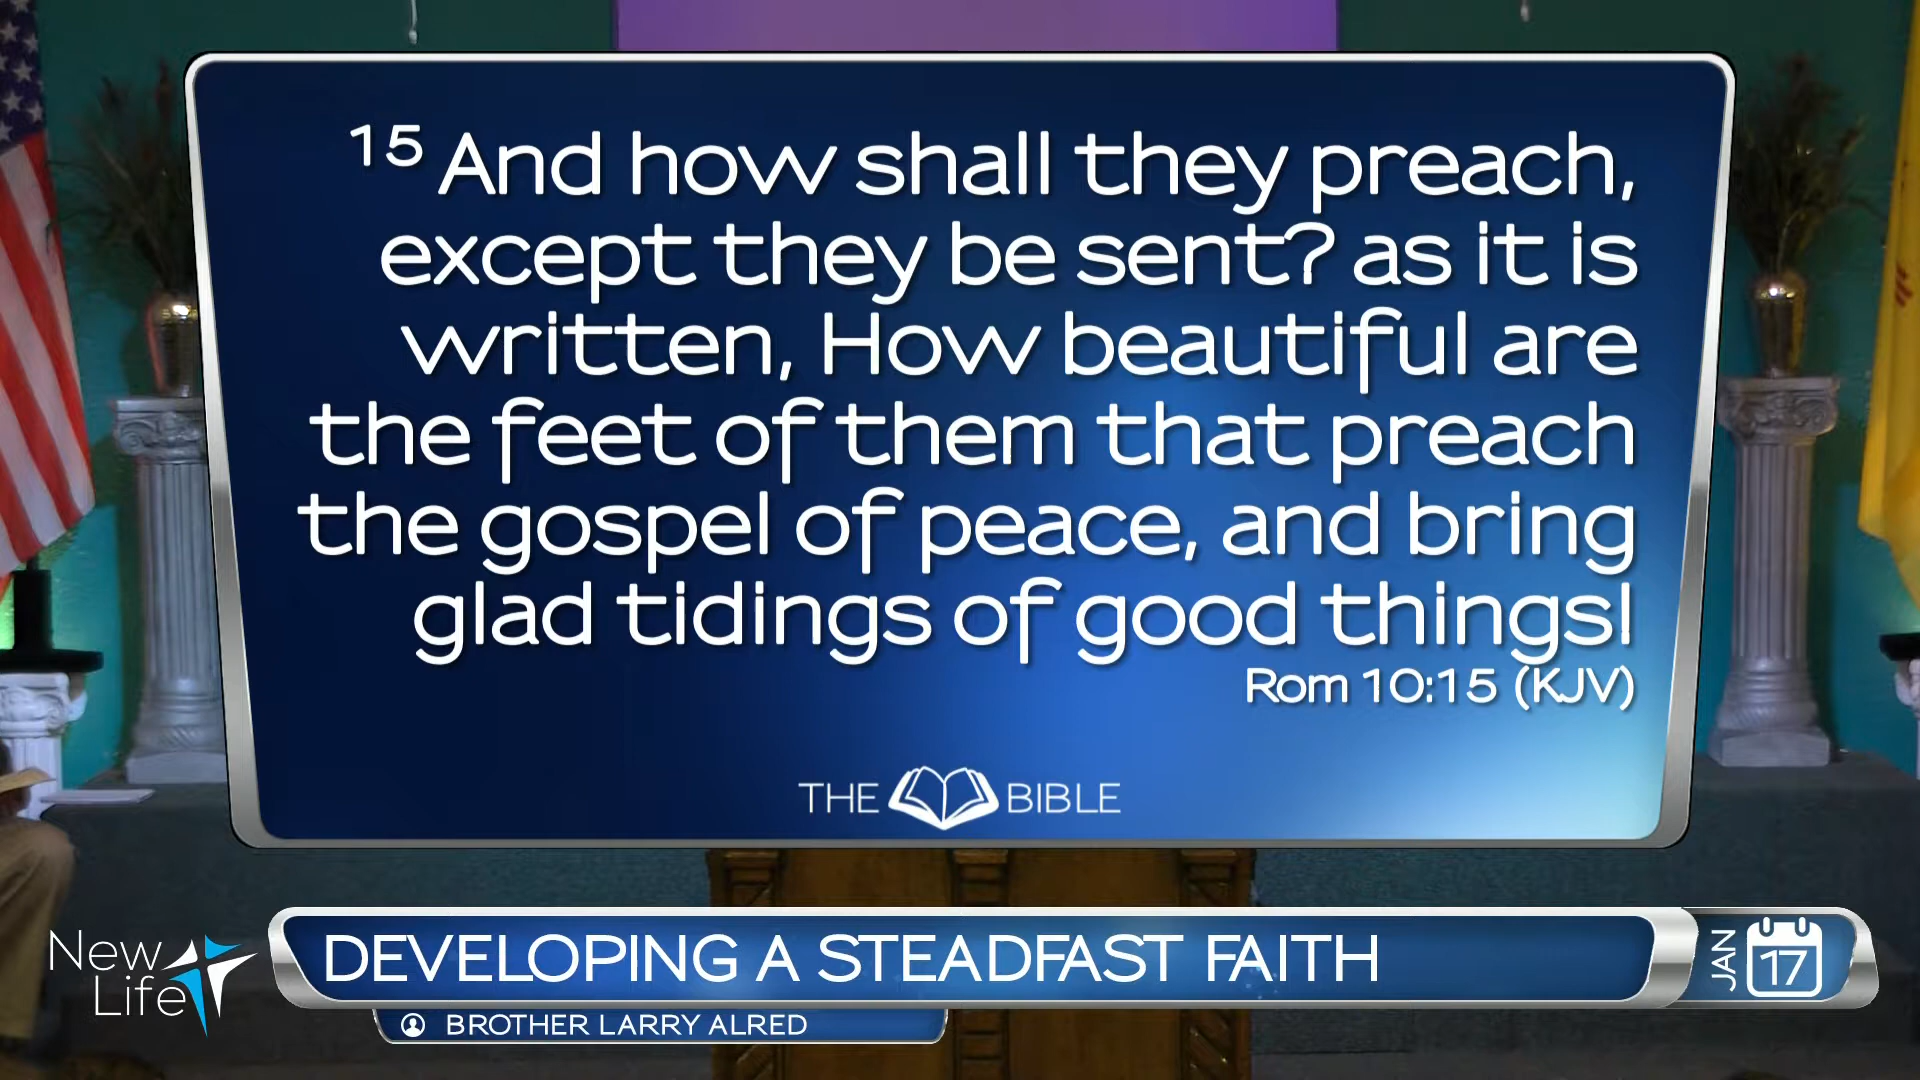 15 And how shall they preach,
except they be sent? as it is
written, How beautiful are
the feet of them that preach
the gospel of peace, and bring
glad tidings of good things!
Rom 10:15 (KJV)
THE BIBLE
New
Life
DEVELOPING A STEADFAST FAITH
JAN
17
BROTHER LARRY ALRED